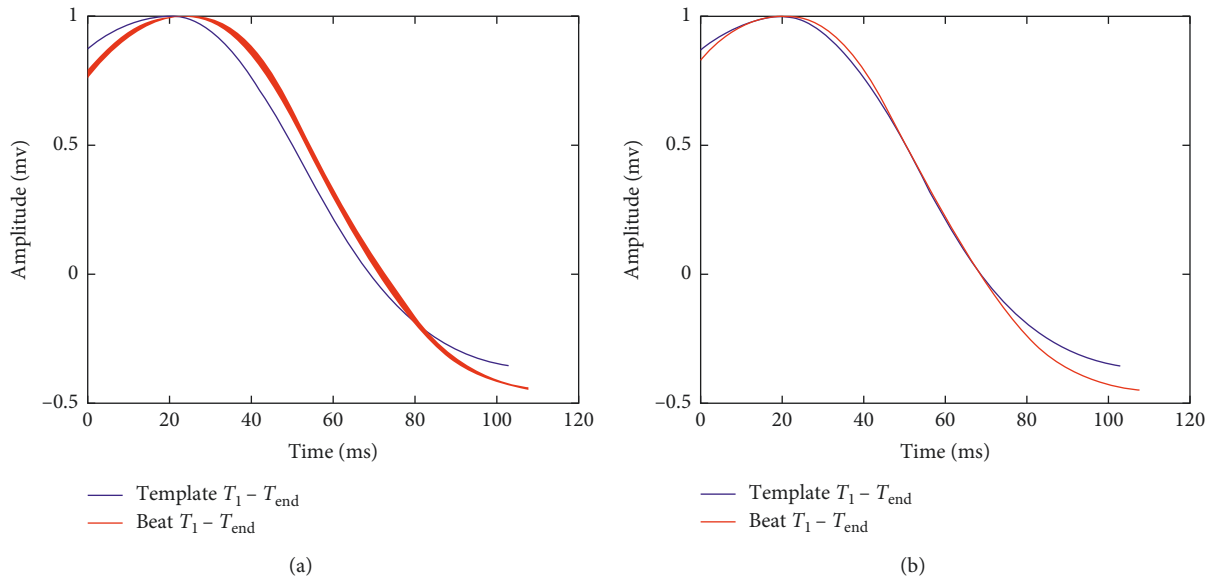 1
0.5
0
–0.5
Amplitude (mv)
0
20
40
60
80
100
120
Time (ms)
Template T1 – Tend
Beat T1 – Tend
(a)
1
0.5
0
–0.5
Amplitude (mv)
0
20
40
60
80
100
120
Time (ms)
Template T1 – Tend
Beat T1 – Tend
(b)